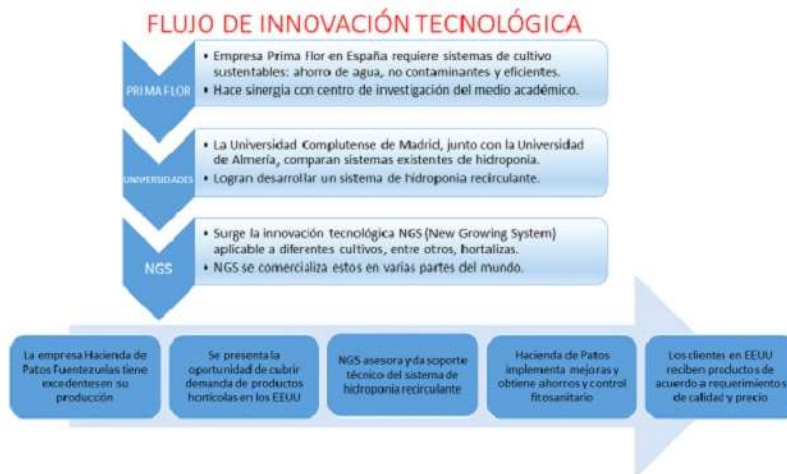 FLUJO DE INNOVACIÓN TECNOLÓGICA
PRIMA FLOR
• Empresa Prima Flor en España requiere sistemas de cultivo
sustentables: ahorro de agua, no contaminantes y eficientes.
• Hace sinergia con centro de investigación del medio académico.
UNIVERSIDADES
• La Universidad Complutense de Madrid, junto con la Universidad
de Almería, comparan sistemas existentes de hidroponia.
• Logran desarrollar un sistema de hidroponia recirculante.
NGS
• Surge la innovación tecnológica NGS (New Growing System)
aplicable a diferentes cultivos, entre otros, hortalizas.
• NGS se comercializa estos en varias partes del mundo.
La empresa Hacienda de
Patos Fuentezuelas tiene
excedentes en su
producción
Se presenta la
oportunidad de cubrir
demanda de productos
hortícolas en los EEUU
NGS asesora y da soporte
técnico del sistema de
hidroponia recirculante
Hacienda de Patos
implementa mejoras y
obtiene ahorros y control
fitosanitario
Los clientes en EEUU
reciben productos de
acuerdo a requerimientos
de calidad y precio